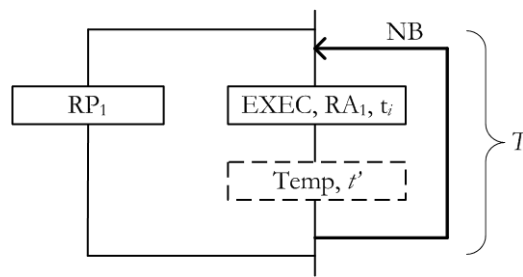 NB
RP₁
EXEC, RA₁, tᵢ
T
Temp, t'